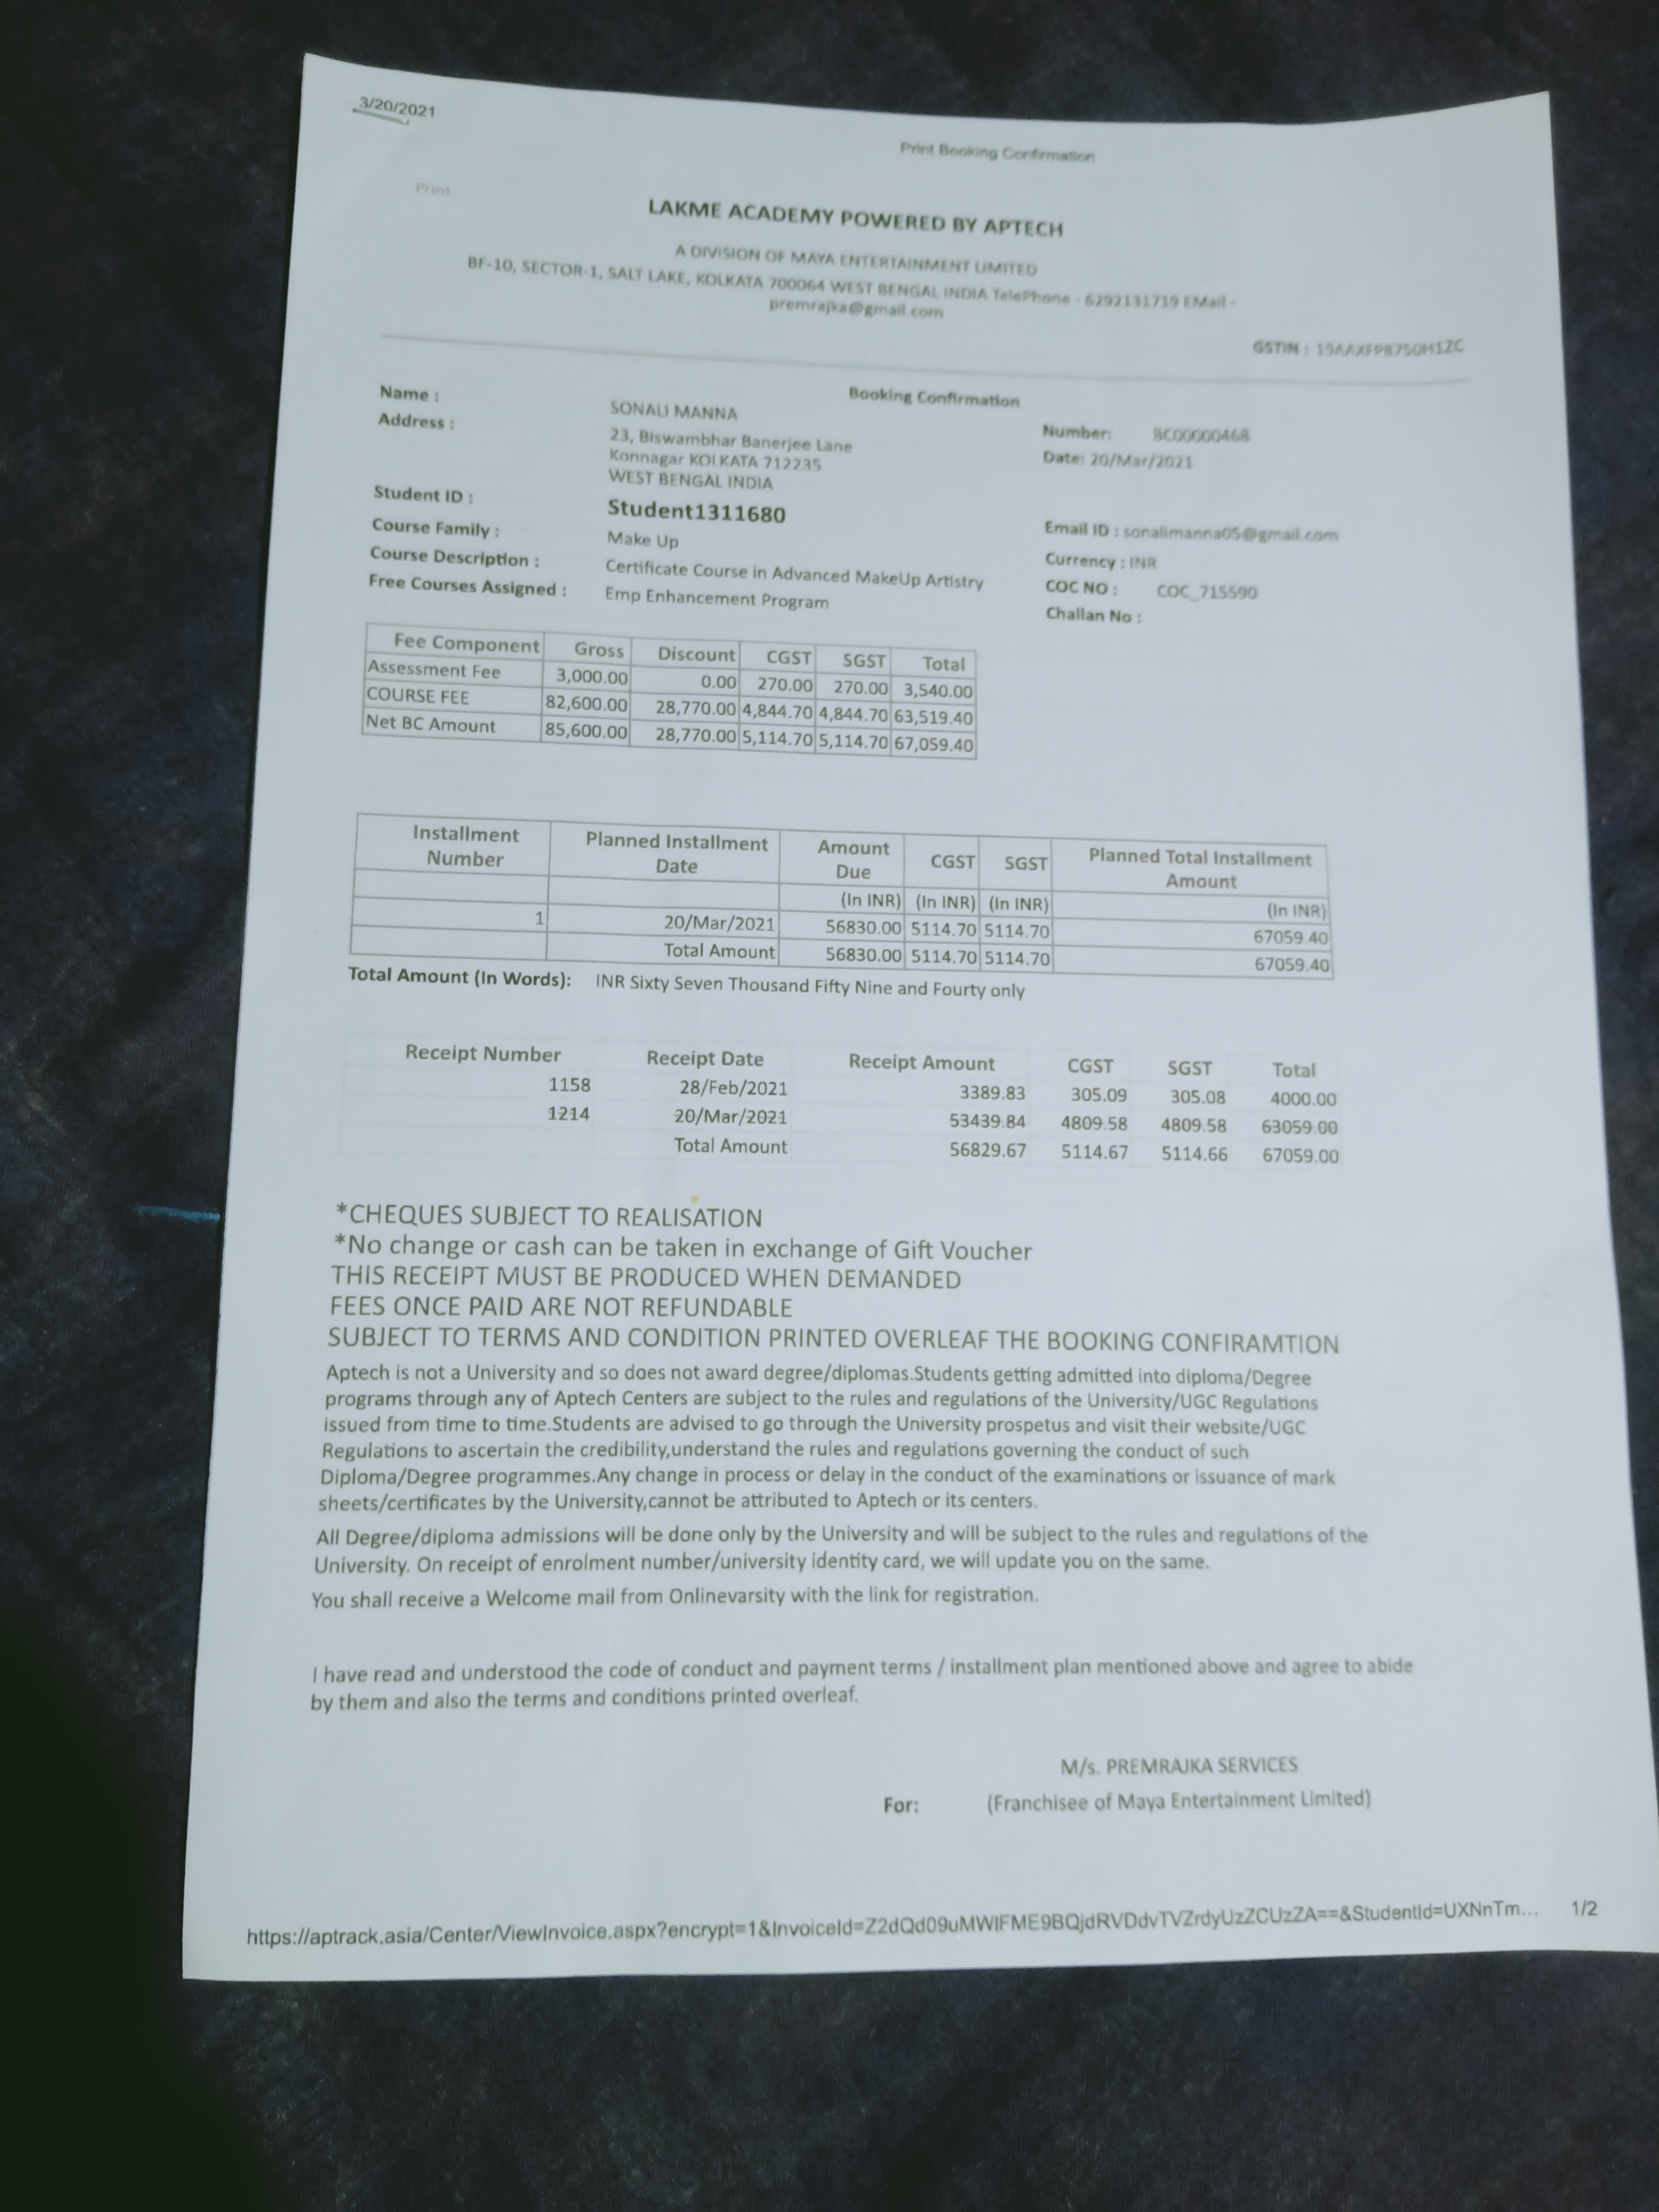 3/20/2021
Print Booking Confirmation
Print
LAKME ACADEMY POWERED BY APTECH
A DIVISION OF MAYA ENTERTAINMENT LIMITED
BF-10, SECTOR-1, SALT LAKE, KOLKATA 700064 WEST BENGAL INDIA TelePhone - 6292131719 EMail -
premrajka@gmail.com
GSTIN : 19AAXFP8750H1ZC
Booking Confirmation
Name : SONALI MANNA
Number: BC00000468
Address : 23, Biswambhar Banerjee Lane
Date: 20/Mar/2021
Konnagar KOLKATA 712235
WEST BENGAL INDIA
Student ID : Student1311680
Email ID : sonalimanna05@gmail.com
Course Family : Make Up
Currency : INR
Course Description : Certificate Course in Advanced MakeUp Artistry
COC NO : COC_715590
Free Courses Assigned : Emp Enhancement Program
Challan No :
Fee Component Gross Discount CGST SGST Total
Assessment Fee 3,000.00 0.00 270.00 270.00 3,540.00
COURSE FEE 82,600.00 28,770.00 4,844.70 4,844.70 63,519.40
Net BC Amount 85,600.00 28,770.00 5,114.70 5,114.70 67,059.40
Installment Number Planned Installment Date Amount Due CGST SGST Planned Total Installment Amount
(In INR) (In INR) (In INR) (In INR)
1 20/Mar/2021 56830.00 5114.70 5114.70 67059.40
Total Amount 56830.00 5114.70 5114.70 67059.40
Total Amount (In Words): INR Sixty Seven Thousand Fifty Nine and Fourty only
Receipt Number Receipt Date Receipt Amount CGST SGST Total
1158 28/Feb/2021 3389.83 305.09 305.08 4000.00
1214 20/Mar/2021 53439.84 4809.58 4809.58 63059.00
Total Amount 56829.67 5114.67 5114.66 67059.00
*CHEQUES SUBJECT TO REALISATION
*No change or cash can be taken in exchange of Gift Voucher
THIS RECEIPT MUST BE PRODUCED WHEN DEMANDED
FEES ONCE PAID ARE NOT REFUNDABLE
SUBJECT TO TERMS AND CONDITION PRINTED OVERLEAF THE BOOKING CONFIRAMTION
Aptech is not a University and so does not award degree/diplomas.Students getting admitted into diploma/Degree
programs through any of Aptech Centers are subject to the rules and regulations of the University/UGC Regulations
issued from time to time.Students are advised to go through the University prospetus and visit their website/UGC
Regulations to ascertain the credibility,understand the rules and regulations governing the conduct of such
Diploma/Degree programmes.Any change in process or delay in the conduct of the examinations or issuance of mark
sheets/certificates by the University,cannot be attributed to Aptech or its centers.
All Degree/diploma admissions will be done only by the University and will be subject to the rules and regulations of the
University. On receipt of enrolment number/university identity card, we will update you on the same.
You shall receive a Welcome mail from Onlinevarsity with the link for registration.
I have read and understood the code of conduct and payment terms / installment plan mentioned above and agree to abide
by them and also the terms and conditions printed overleaf.
M/s. PREMRAJKA SERVICES
For: (Franchisee of Maya Entertainment Limited)
https://aptrack.asia/Center/ViewInvoice.aspx?encrypt=1&InvoiceId=Z2dQd09uMWlFME9BQjdRVDdvTVZrdyUzZCUzZA==&StudentId=UXNnTm... 1/2